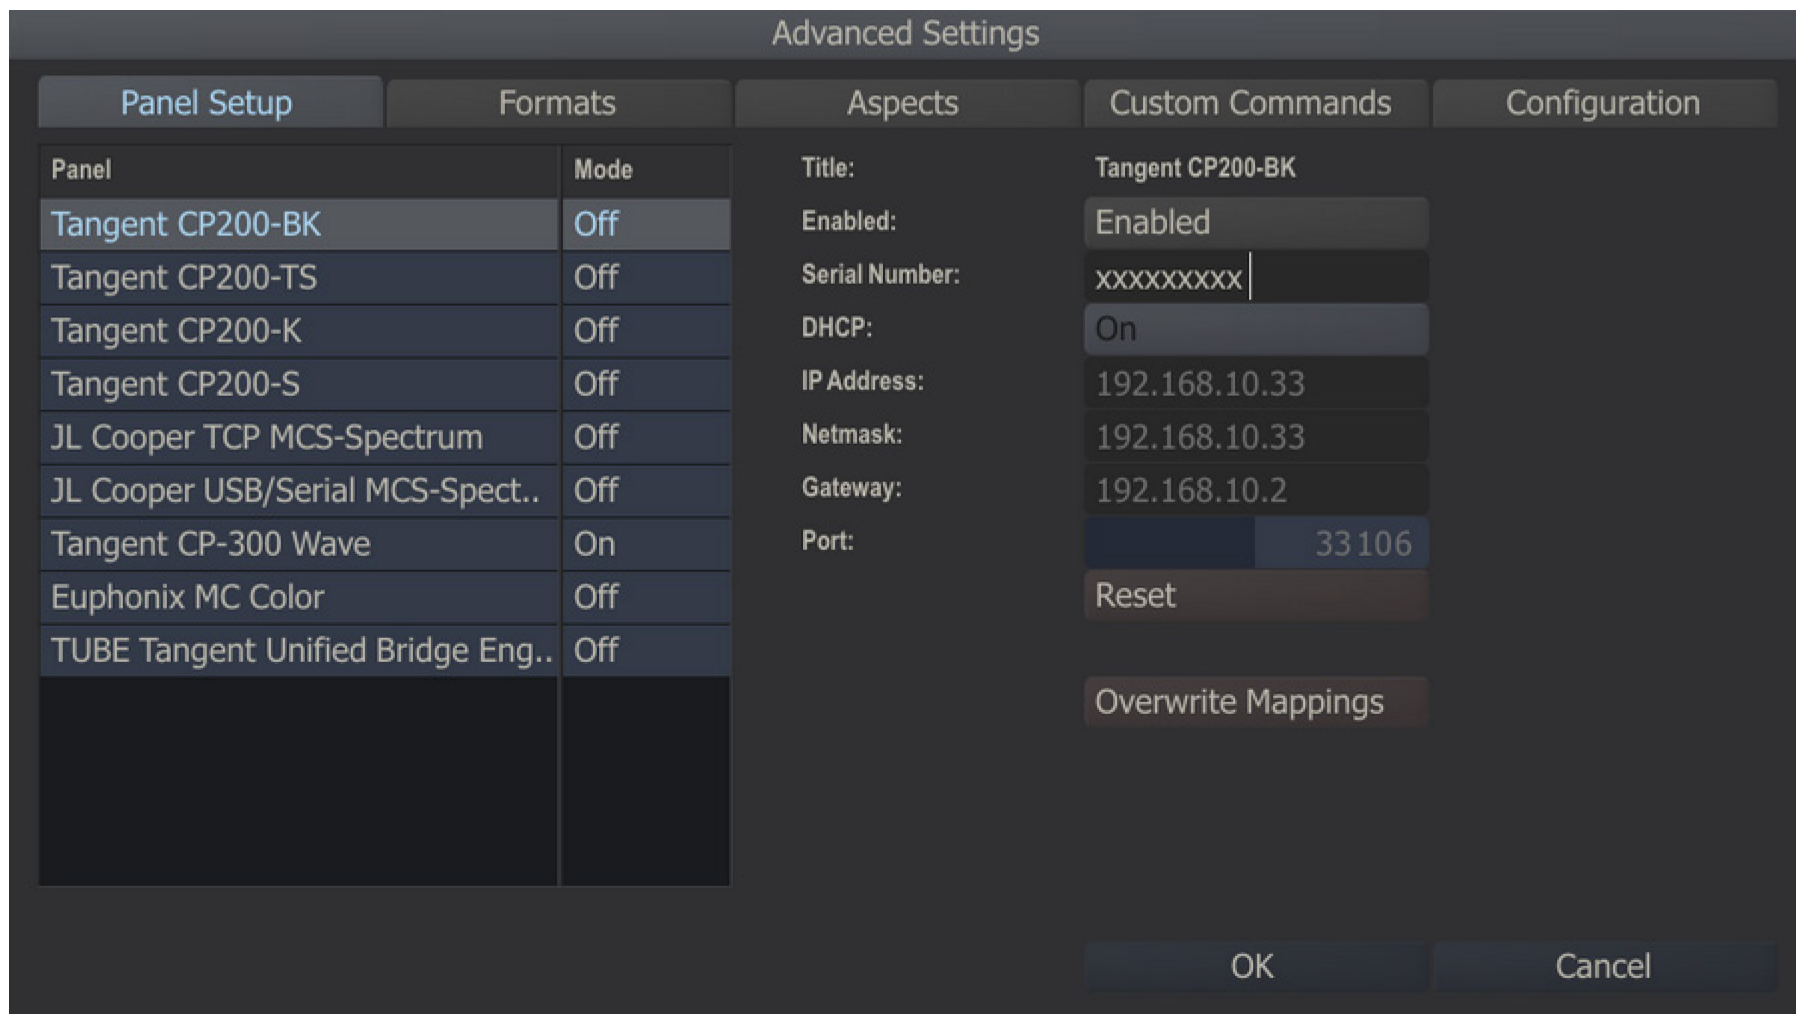 Advanced Settings
Panel Setup Formats Aspects Custom Commands Configuration
Panel Mode
Tangent CP200-BK Off
Tangent CP200-TS Off
Tangent CP200-K Off
Tangent CP200-S Off
JL Cooper TCP MCS-Spectrum Off
JL Cooper USB/Serial MCS-Spect.. Off
Tangent CP-300 Wave On
Euphonix MC Color Off
TUBE Tangent Unified Bridge Eng.. Off
Title: Tangent CP200-BK
Enabled: Enabled
Serial Number: xxxxxxxxx
DHCP: On
IP Address: 192.168.10.33
Netmask: 192.168.10.33
Gateway: 192.168.10.2
Port: 33106
Reset
Overwrite Mappings
OK Cancel